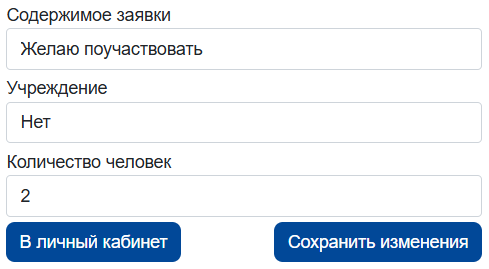 Содержимое заявки
Желаю поучаствовать
Учреждение
Нет
Количество человек
2
В личный кабинет
Сохранить изменения